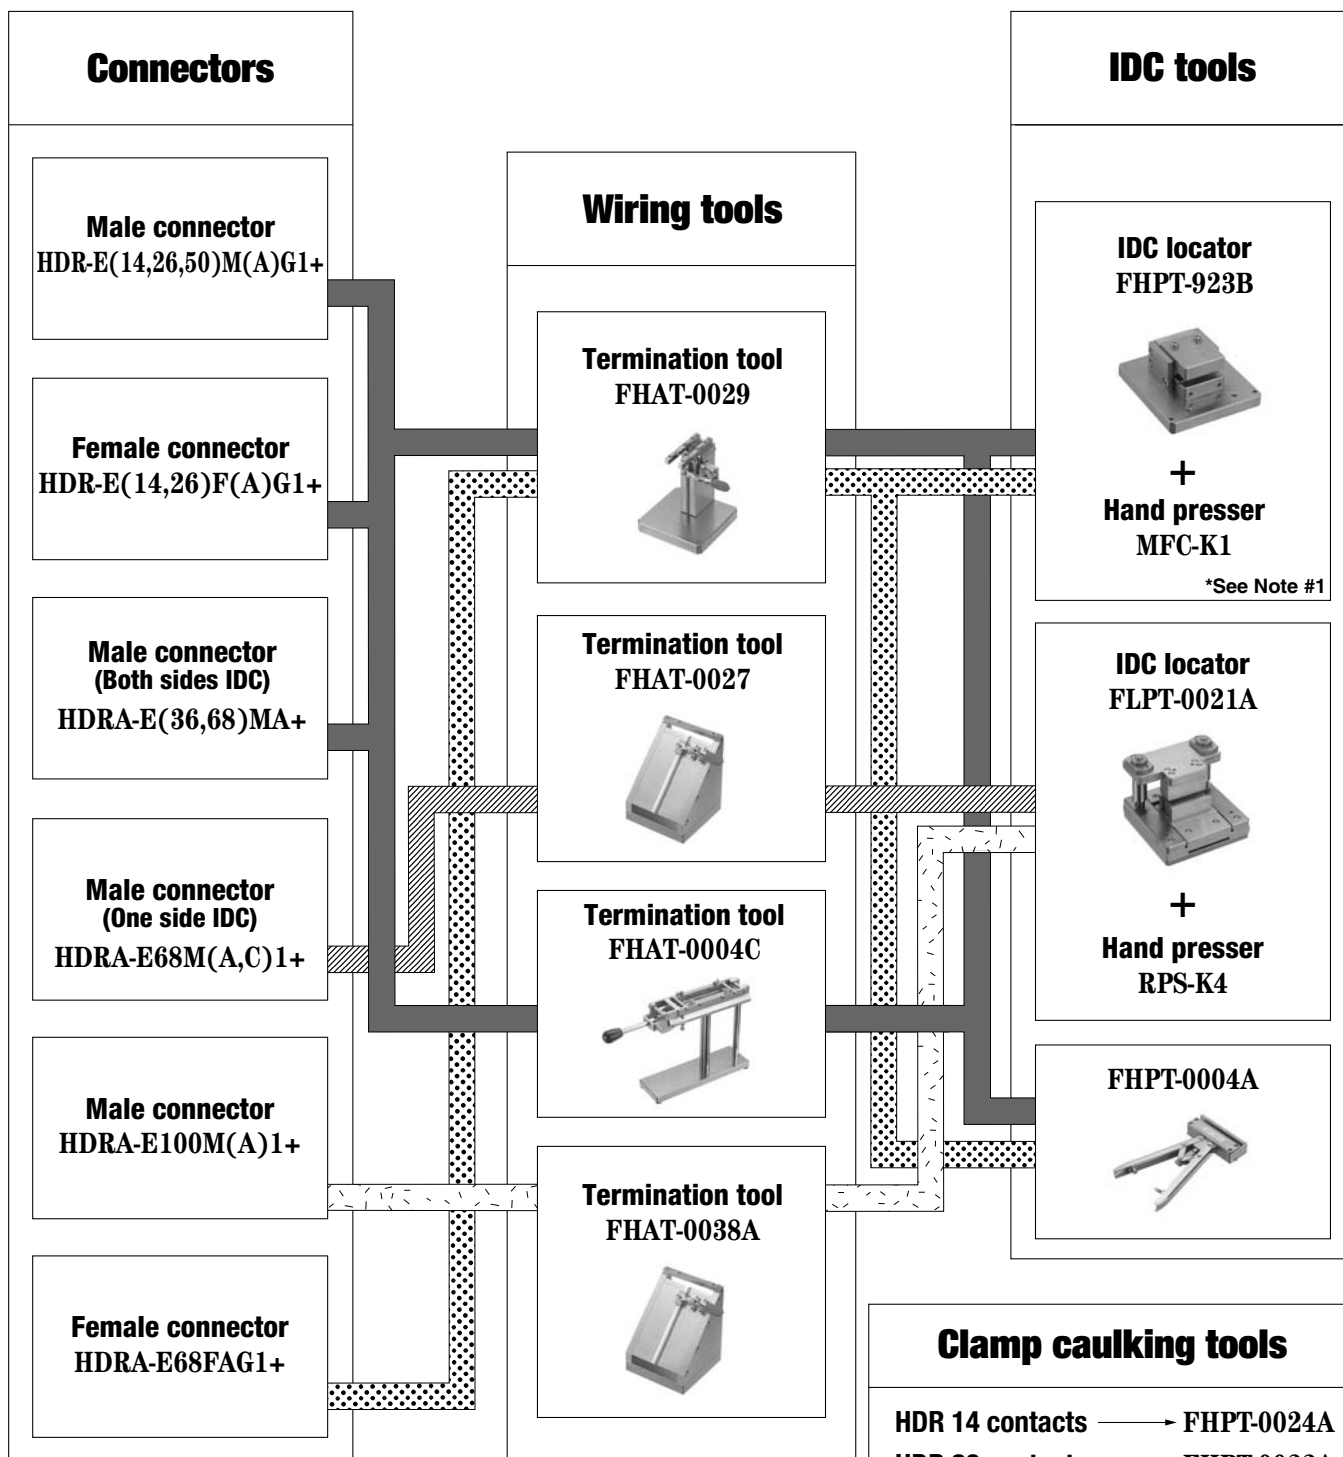 Connectors
Male connector
HDR-E(14,26,50)M(A)G1+
Female connector
HDR-E(14,26)F(A)G1+
Male connector
(Both sides IDC)
HDRA-E(36,68)MA+
Male connector
(One side IDC)
HDRA-E68M(A,C)1+
Male connector
HDRA-E100M(A)1+
Female connector
HDRA-E68FAG1+
Wiring tools
Termination tool
FHAT-0029
Termination tool
FHAT-0027
Termination tool
FHAT-0004C
Termination tool
FHAT-0038A
IDC tools
IDC locator
FHPT-923B
+
Hand presser
MFC-K1
*See Note #1
IDC locator
FLPT-0021A
+
Hand presser
RPS-K4
FHPT-0004A
Clamp caulking tools
HDR 14 contacts → FHPT-0024A